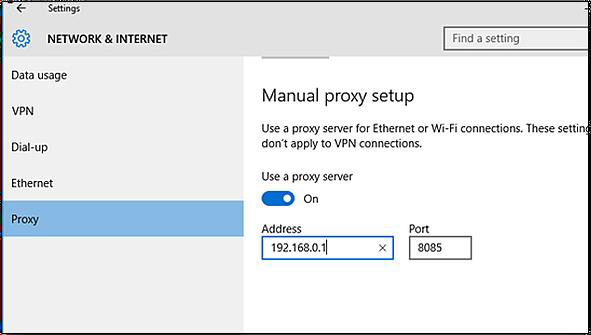 Settings
NETWORK & INTERNET
Find a setting
Data usage
VPN
Dial-up
Ethernet
Proxy
Manual proxy setup
Use a proxy server for Ethernet or Wi-Fi connections. These setting
don't apply to VPN connections.
Use a proxy server
On
Address
Port
192.168.0.1
8085